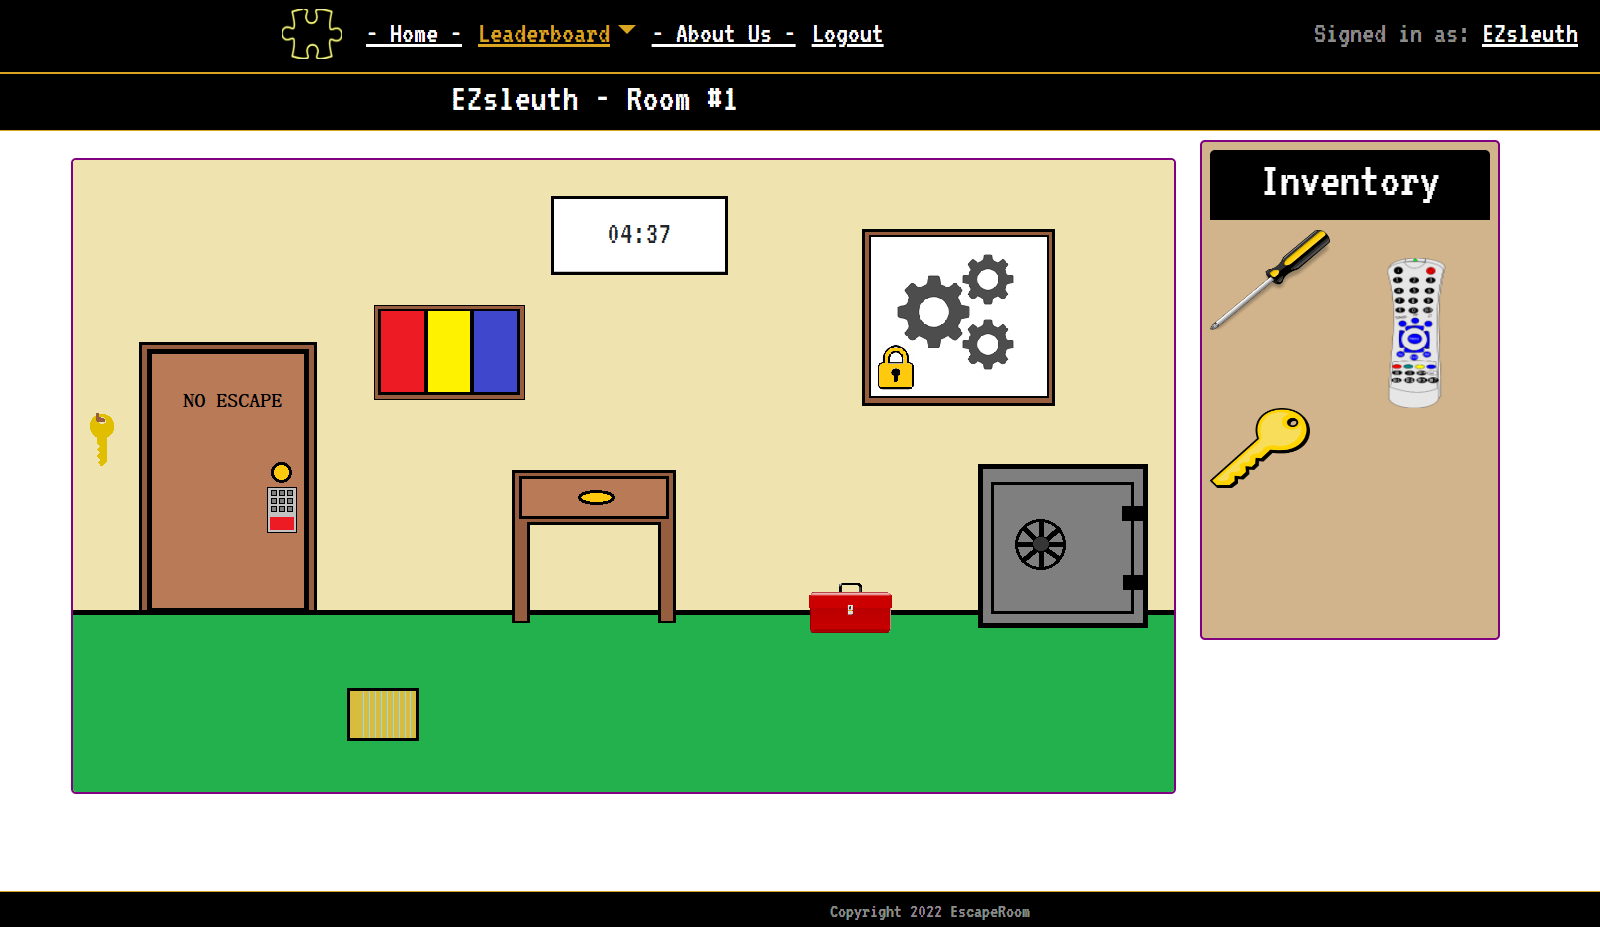 - Home - Leaderboard - About Us - Logout Signed in as: EZsleuth
EZsleuth - Room #1
Inventory
04:37
NO ESCAPE
Copyright 2022 EscapeRoom